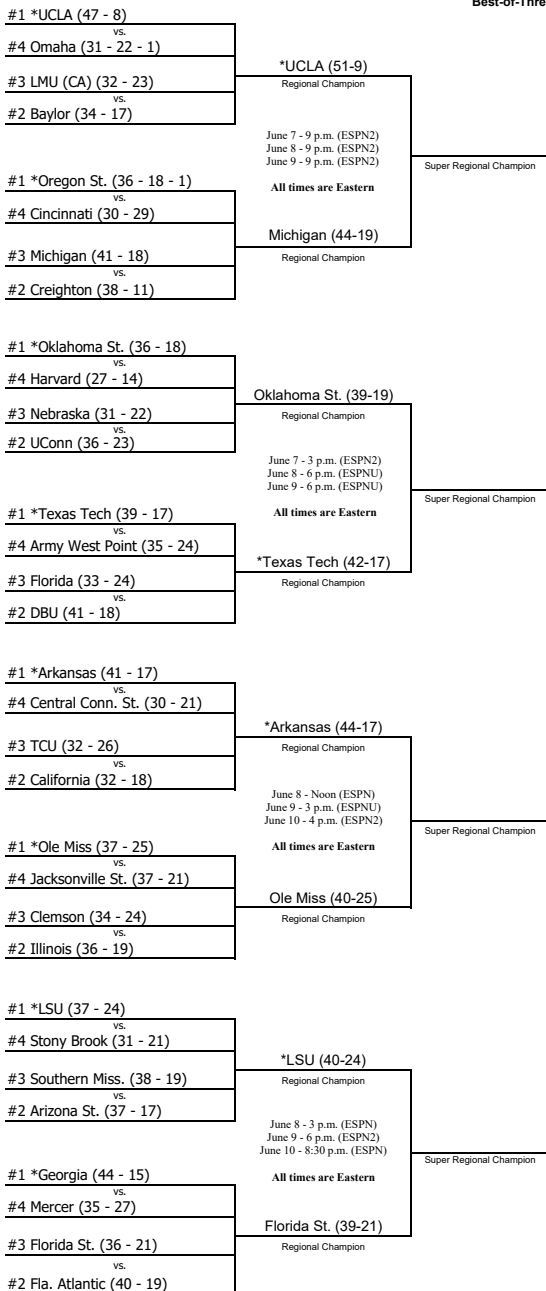 Best-of-Thre
#1 *UCLA (47 - 8)
vs.
#4 Omaha (31 - 22 - 1)
#3 LMU (CA) (32 - 23)
vs.
#2 Baylor (34 - 17)
*UCLA (51-9)
Regional Champion
June 7 - 9 p.m. (ESPN2)
June 8 - 9 p.m. (ESPN2)
June 9 - 9 p.m. (ESPN2)
All times are Eastern
Super Regional Champion
#1 *Oregon St. (36 - 18 - 1)
vs.
#4 Cincinnati (30 - 29)
#3 Michigan (41 - 18)
vs.
#2 Creighton (38 - 11)
Michigan (44-19)
Regional Champion
#1 *Oklahoma St. (36 - 18)
vs.
#4 Harvard (27 - 14)
#3 Nebraska (31 - 22)
vs.
#2 UConn (36 - 23)
Oklahoma St. (39-19)
Regional Champion
June 7 - 3 p.m. (ESPN2)
June 8 - 6 p.m. (ESPNU)
June 9 - 6 p.m. (ESPNU)
All times are Eastern
Super Regional Champion
#1 *Texas Tech (39 - 17)
vs.
#4 Army West Point (35 - 24)
#3 Florida (33 - 24)
vs.
#2 DBU (41 - 18)
*Texas Tech (42-17)
Regional Champion
#1 *Arkansas (41 - 17)
vs.
#4 Central Conn. St. (30 - 21)
#3 TCU (32 - 26)
vs.
#2 California (32 - 18)
*Arkansas (44-17)
Regional Champion
June 8 - Noon (ESPN)
June 9 - 3 p.m. (ESPNU)
June 10 - 4 p.m. (ESPN2)
All times are Eastern
Super Regional Champion
#1 *Ole Miss (37 - 25)
vs.
#4 Jacksonville St. (37 - 21)
#3 Clemson (34 - 24)
vs.
#2 Illinois (36 - 19)
Ole Miss (40-25)
Regional Champion
#1 *LSU (37 - 24)
vs.
#4 Stony Brook (31 - 21)
#3 Southern Miss. (38 - 19)
vs.
#2 Arizona St. (37 - 17)
*LSU (40-24)
Regional Champion
June 8 - 3 p.m. (ESPN)
June 9 - 6 p.m. (ESPN2)
June 10 - 8:30 p.m. (ESPN)
All times are Eastern
Super Regional Champion
#1 *Georgia (44 - 15)
vs.
#4 Mercer (35 - 27)
#3 Florida St. (36 - 21)
vs.
#2 Fla. Atlantic (40 - 19)
Florida St. (39-21)
Regional Champion